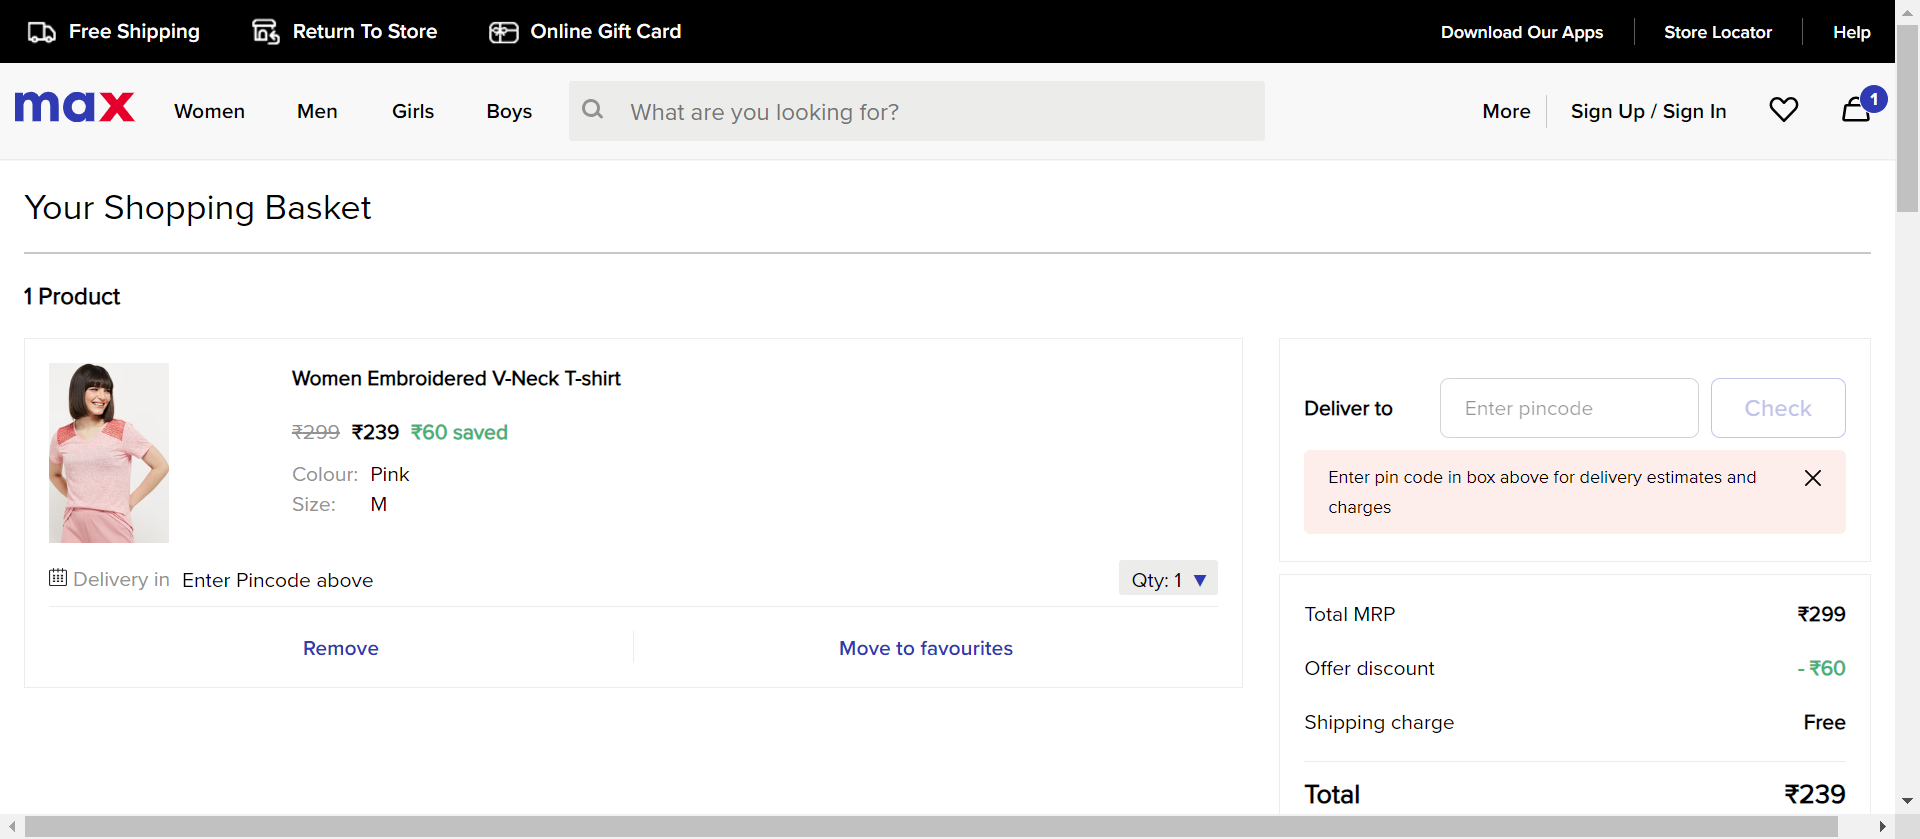 Free Shipping
Return To Store
Online Gift Card
Download Our Apps
Store Locator
Help
max
Women
Men
Girls
Boys
What are you looking for?
More
Sign Up / Sign In
1
Your Shopping Basket
1 Product
Women Embroidered V-Neck T-shirt
₹299 ₹239 ₹60 saved
Colour: Pink
Size: M
Delivery in Enter Pincode above
Qty: 1
Remove
Move to favourites
Deliver to
Enter pincode
Check
Enter pin code in box above for delivery estimates and
charges
Total MRP ₹299
Offer discount - ₹60
Shipping charge Free
Total ₹239